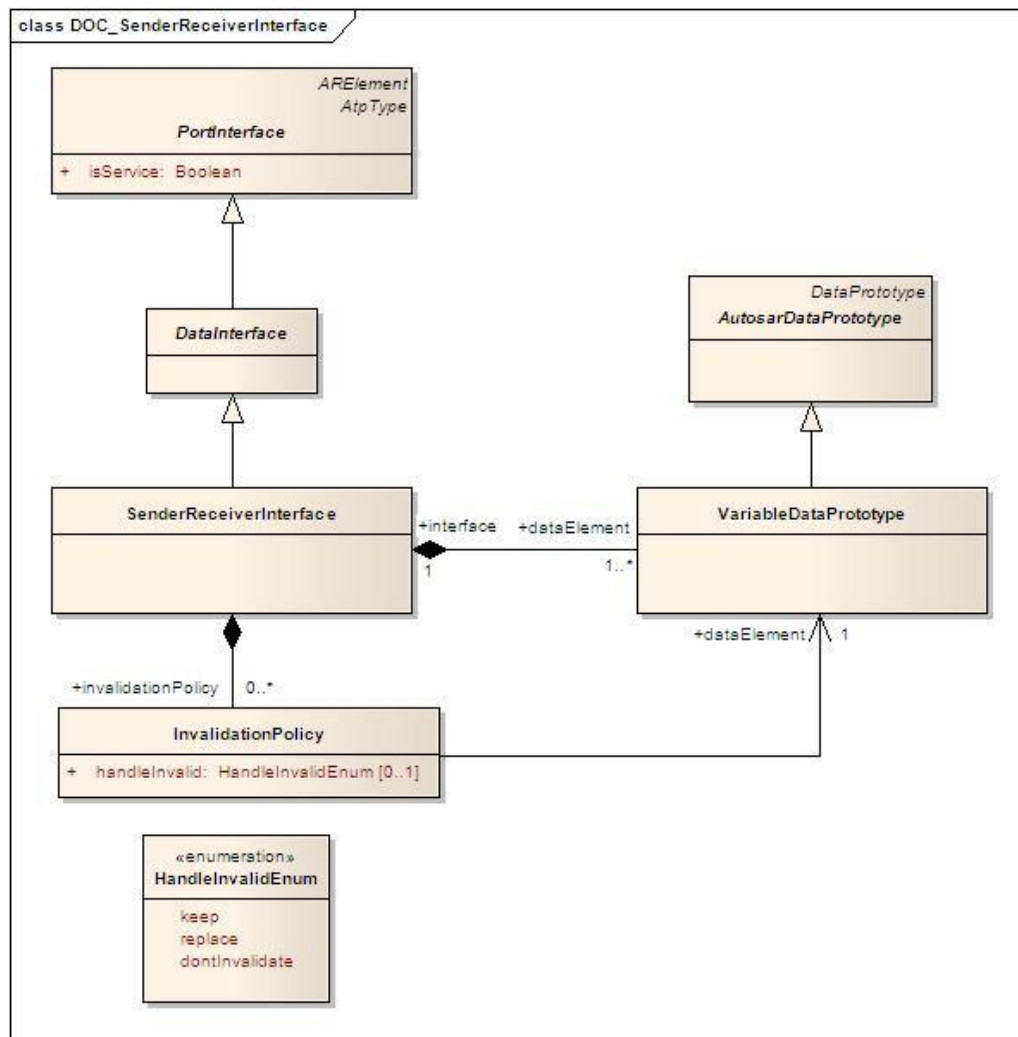 class DOC_SenderReceiverInterface
ARElement
AtpType
PortInterface
+ isService: Boolean
DataInterface
DataPrototype
AutosarDataPrototype
SenderReceiverInterface
+interface
1
+dataElement
1..*
VariableDataPrototype
+dataElement
1
+invalidationPolicy
0..*
InvalidationPolicy
+ handleInvalid: HandleInvalidEnum [0..1]
«enumeration»
HandleInvalidEnum
keep
replace
dontInvalidate